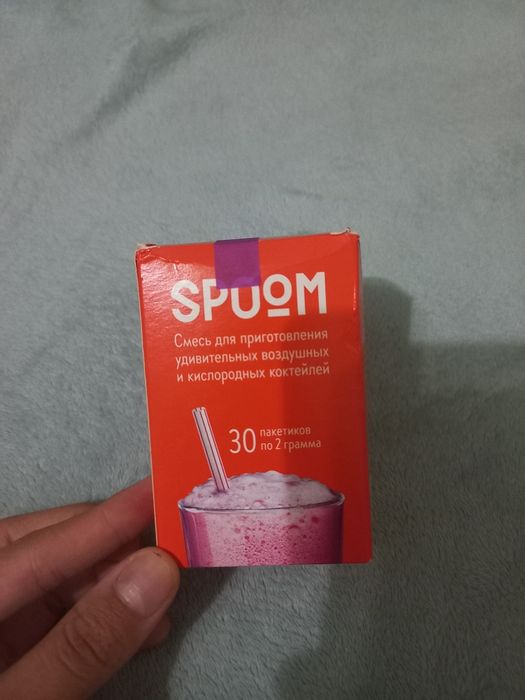 SPUOM
Смесь для приготовления
удивительных воздушных
и кислородных коктейлей
30 пакетиков
по 2 грамма